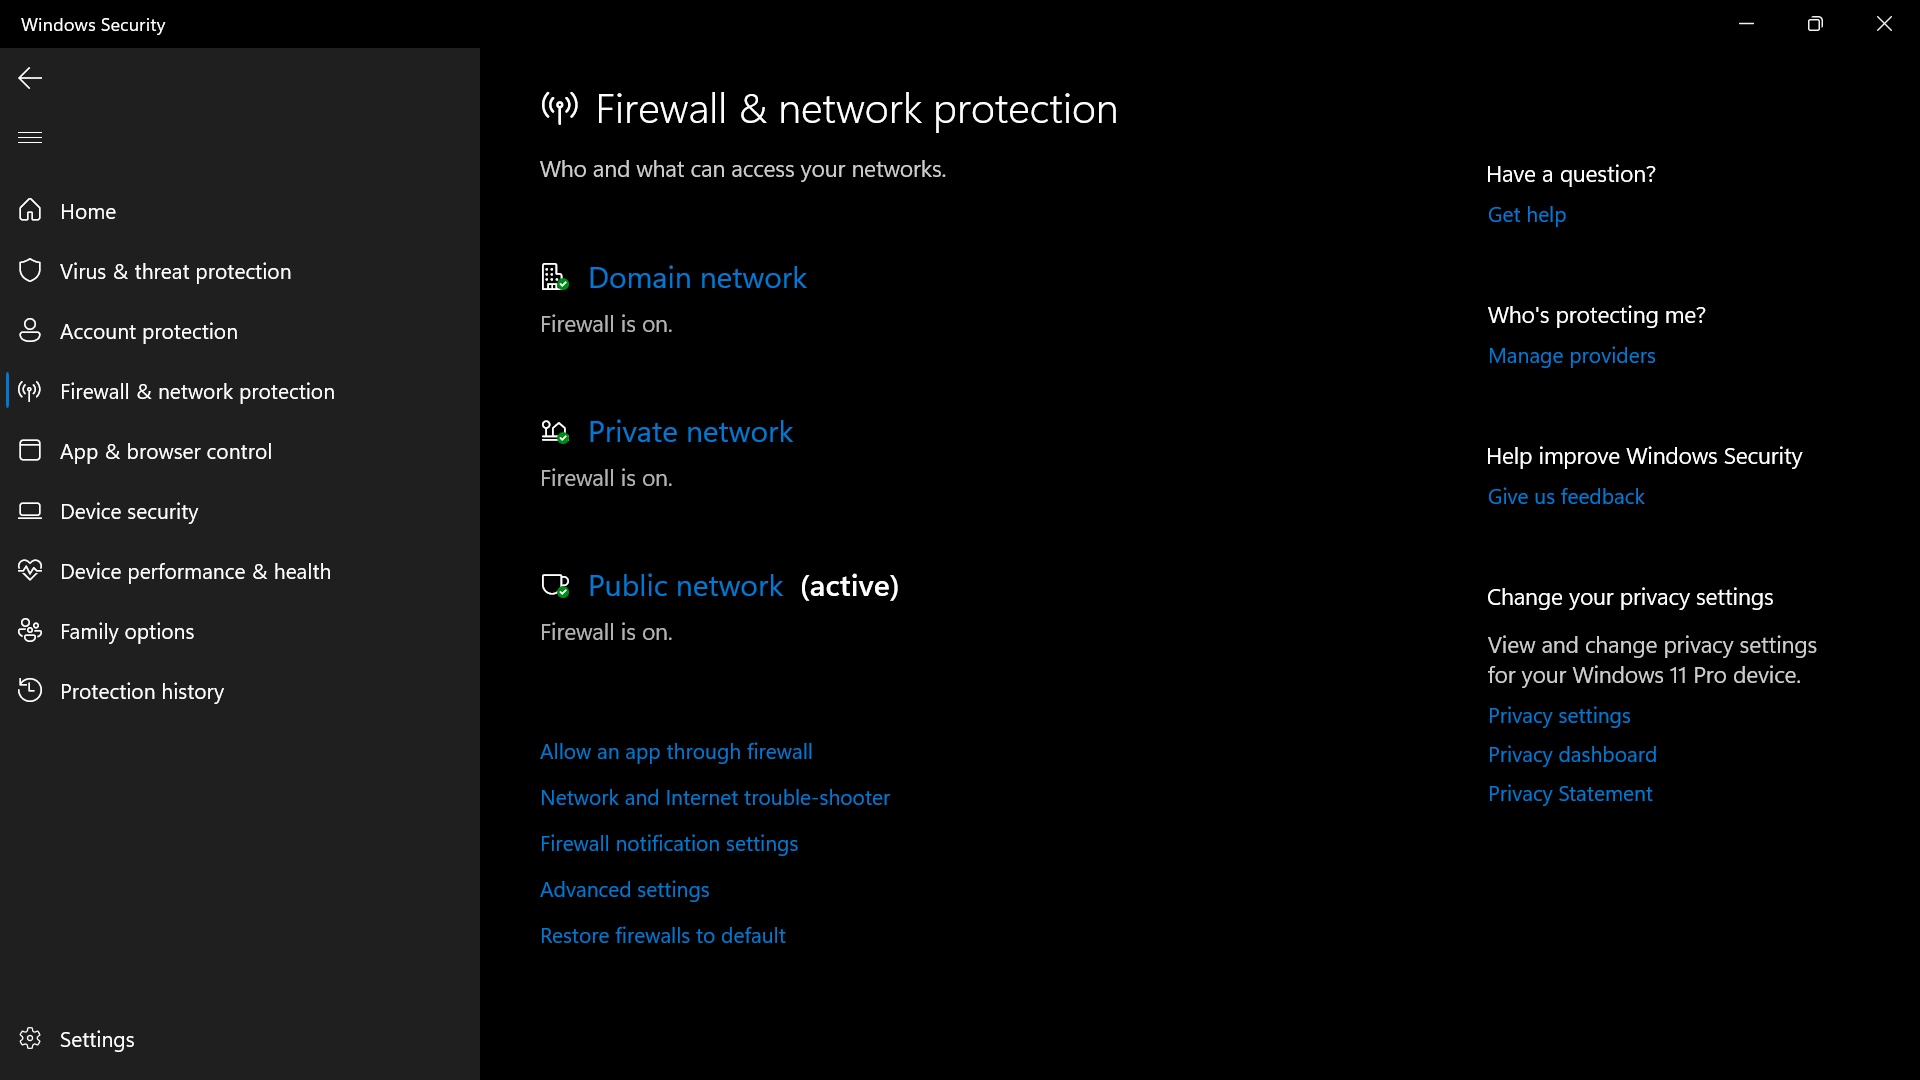 Windows Security
Home
Virus & threat protection
Account protection
Firewall & network protection
App & browser control
Device security
Device performance & health
Family options
Protection history
Settings
Firewall & network protection
Who and what can access your networks.
Domain network
Firewall is on.
Private network
Firewall is on.
Public network (active)
Firewall is on.
Allow an app through firewall
Network and Internet trouble-shooter
Firewall notification settings
Advanced settings
Restore firewalls to default
Have a question?
Get help
Who's protecting me?
Manage providers
Help improve Windows Security
Give us feedback
Change your privacy settings
View and change privacy settings
for your Windows 11 Pro device.
Privacy settings
Privacy dashboard
Privacy Statement